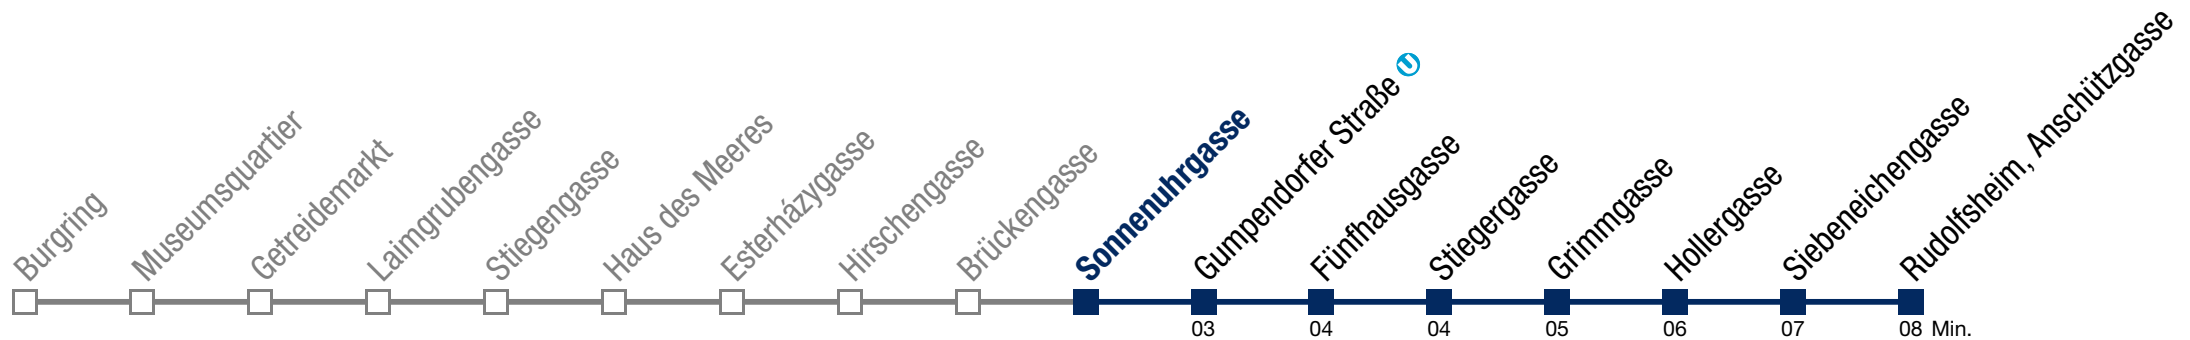 Burgring
Museumsquartier
Getreidemarkt
Laimgrubengasse
Stiegengasse
Haus des Meeres
Esterházygasse
Hirschengasse
Brückengasse
Sonnenuhrgasse
Gumpendorfer Straße U
Fünfhausgasse
Stiegergasse
Grimmgasse
Hollergasse
Siebeneichengasse
Rudolfsheim, Anschützgasse
03 04 04 05 06 07 08 Min.